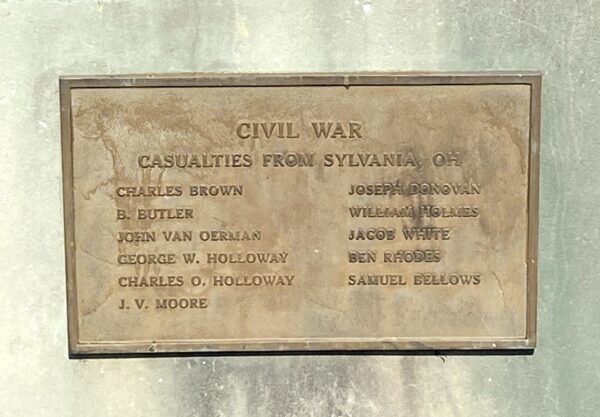 CIVIL WAR
CASUALTIES FROM SYLVANIA, OH
CHARLES BROWN
B. BUTLER
JOHN VAN OERMAN
GEORGE W. HOLLOWAY
CHARLES O. HOLLOWAY
J. V. MOORE
JOSEPH DONOVAN
WILLIAM HOLMES
JACOB WHITE
BEN RHODES
SAMUEL BELLOWS